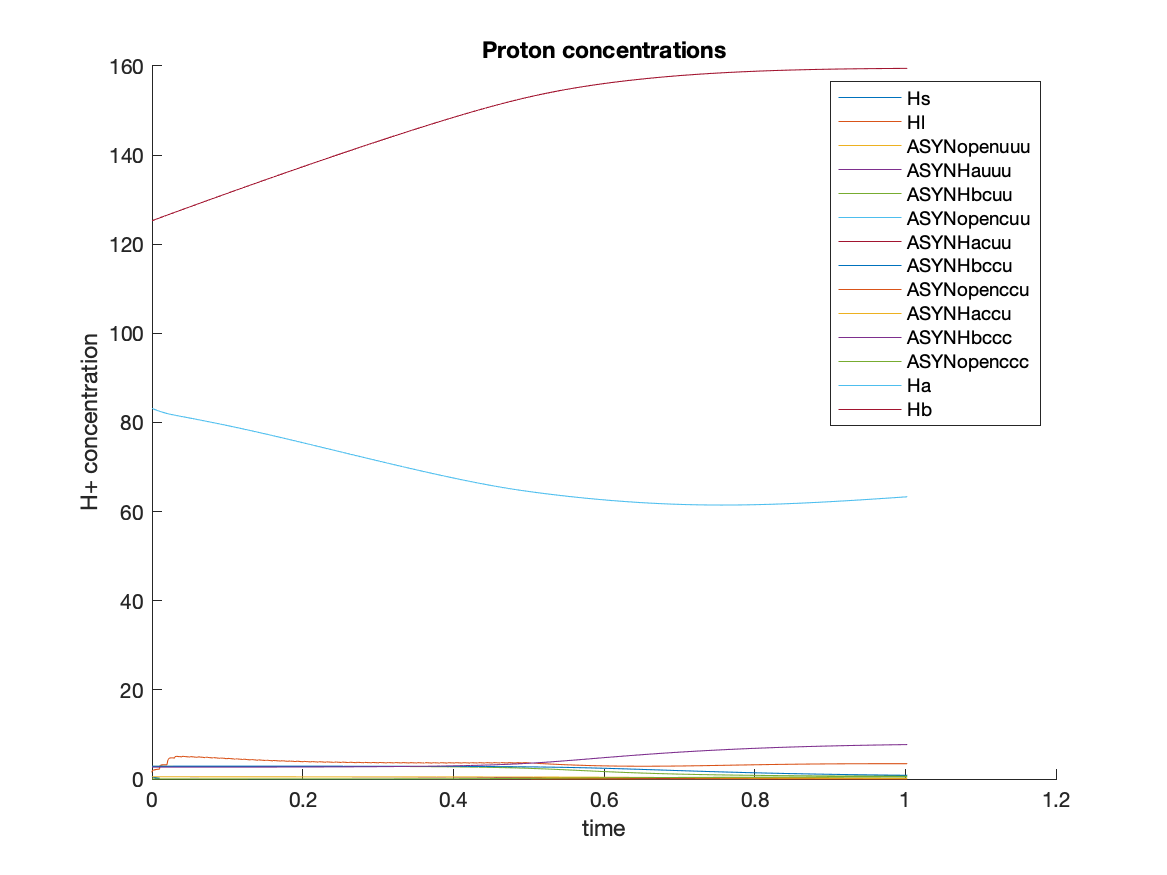 Proton concentrations
160
140
120
100
80
60
40
20
0
H+ concentration
0
0.2
0.4
0.6
0.8
1
1.2
time
Hs
Hl
ASYNopenuuu
ASYNHauuu
ASYNHbcuu
ASYNopencuu
ASYNHacuu
ASYNHbccu
ASYNopenccu
ASYNHaccu
ASYNHbccc
ASYNopenccc
Ha
Hb